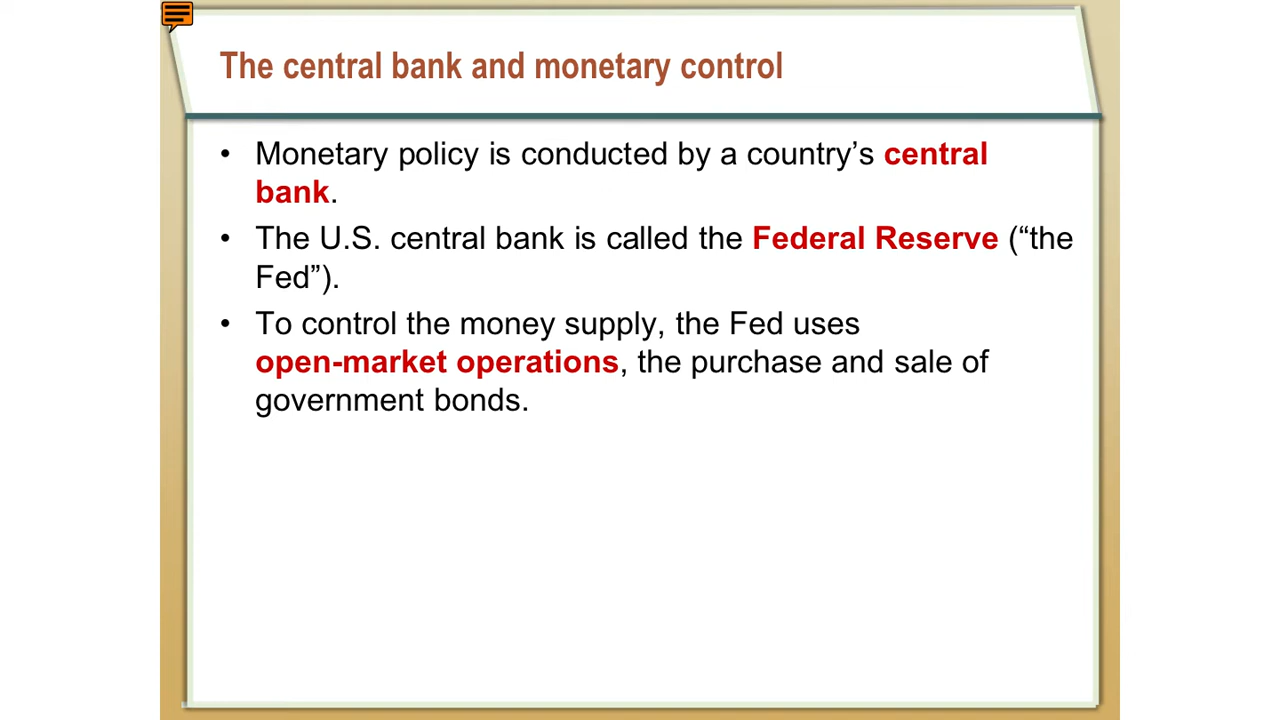 The central bank and monetary control
• Monetary policy is conducted by a country’s central
bank.
• The U.S. central bank is called the Federal Reserve (“the
Fed”).
• To control the money supply, the Fed uses
open-market operations, the purchase and sale of
government bonds.